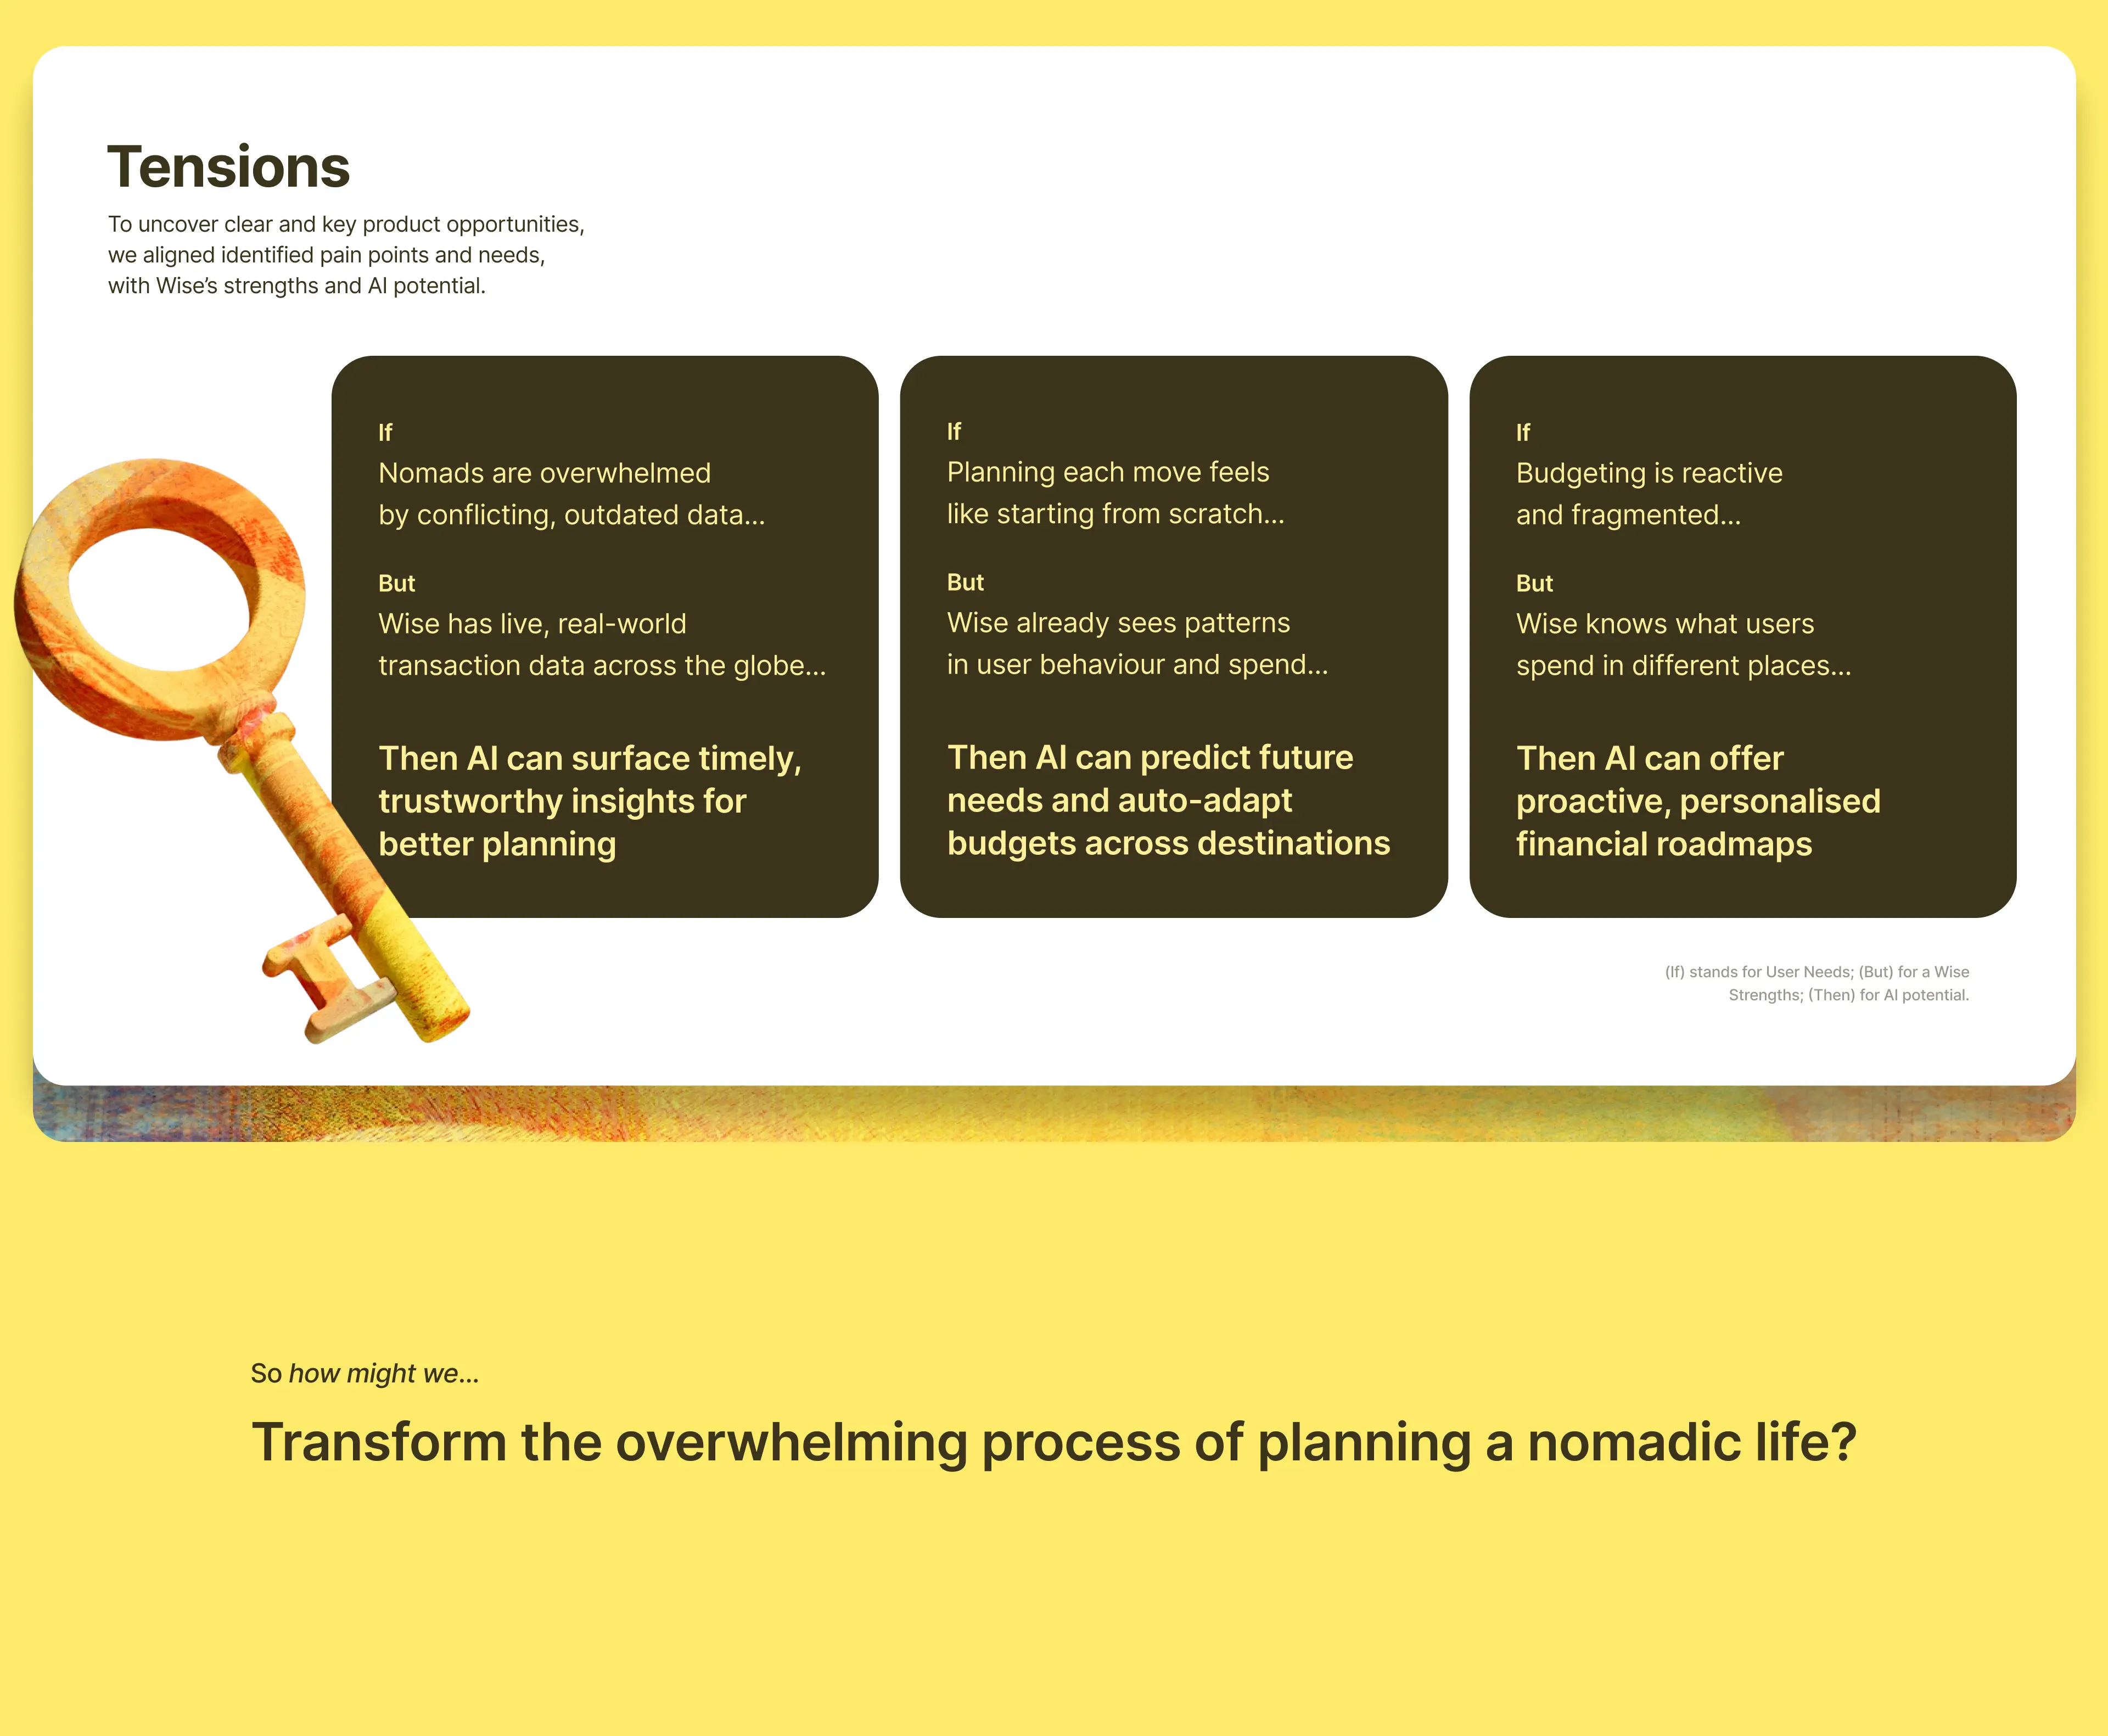 Tensions
To uncover clear and key product opportunities,
we aligned identified pain points and needs,
with Wise’s strengths and AI potential.
If
Nomads are overwhelmed
by conflicting, outdated data...
But
Wise has live, real-world
transaction data across the globe...
Then AI can surface timely,
trustworthy insights for
better planning
If
Planning each move feels
like starting from scratch...
But
Wise already sees patterns
in user behaviour and spend...
Then AI can predict future
needs and auto-adapt
budgets across destinations
If
Budgeting is reactive
and fragmented...
But
Wise knows what users
spend in different places...
Then AI can offer
proactive, personalised
financial roadmaps
(If) stands for User Needs; (But) for a Wise
Strengths; (Then) for AI potential.
So how might we...
Transform the overwhelming process of planning a nomadic life?